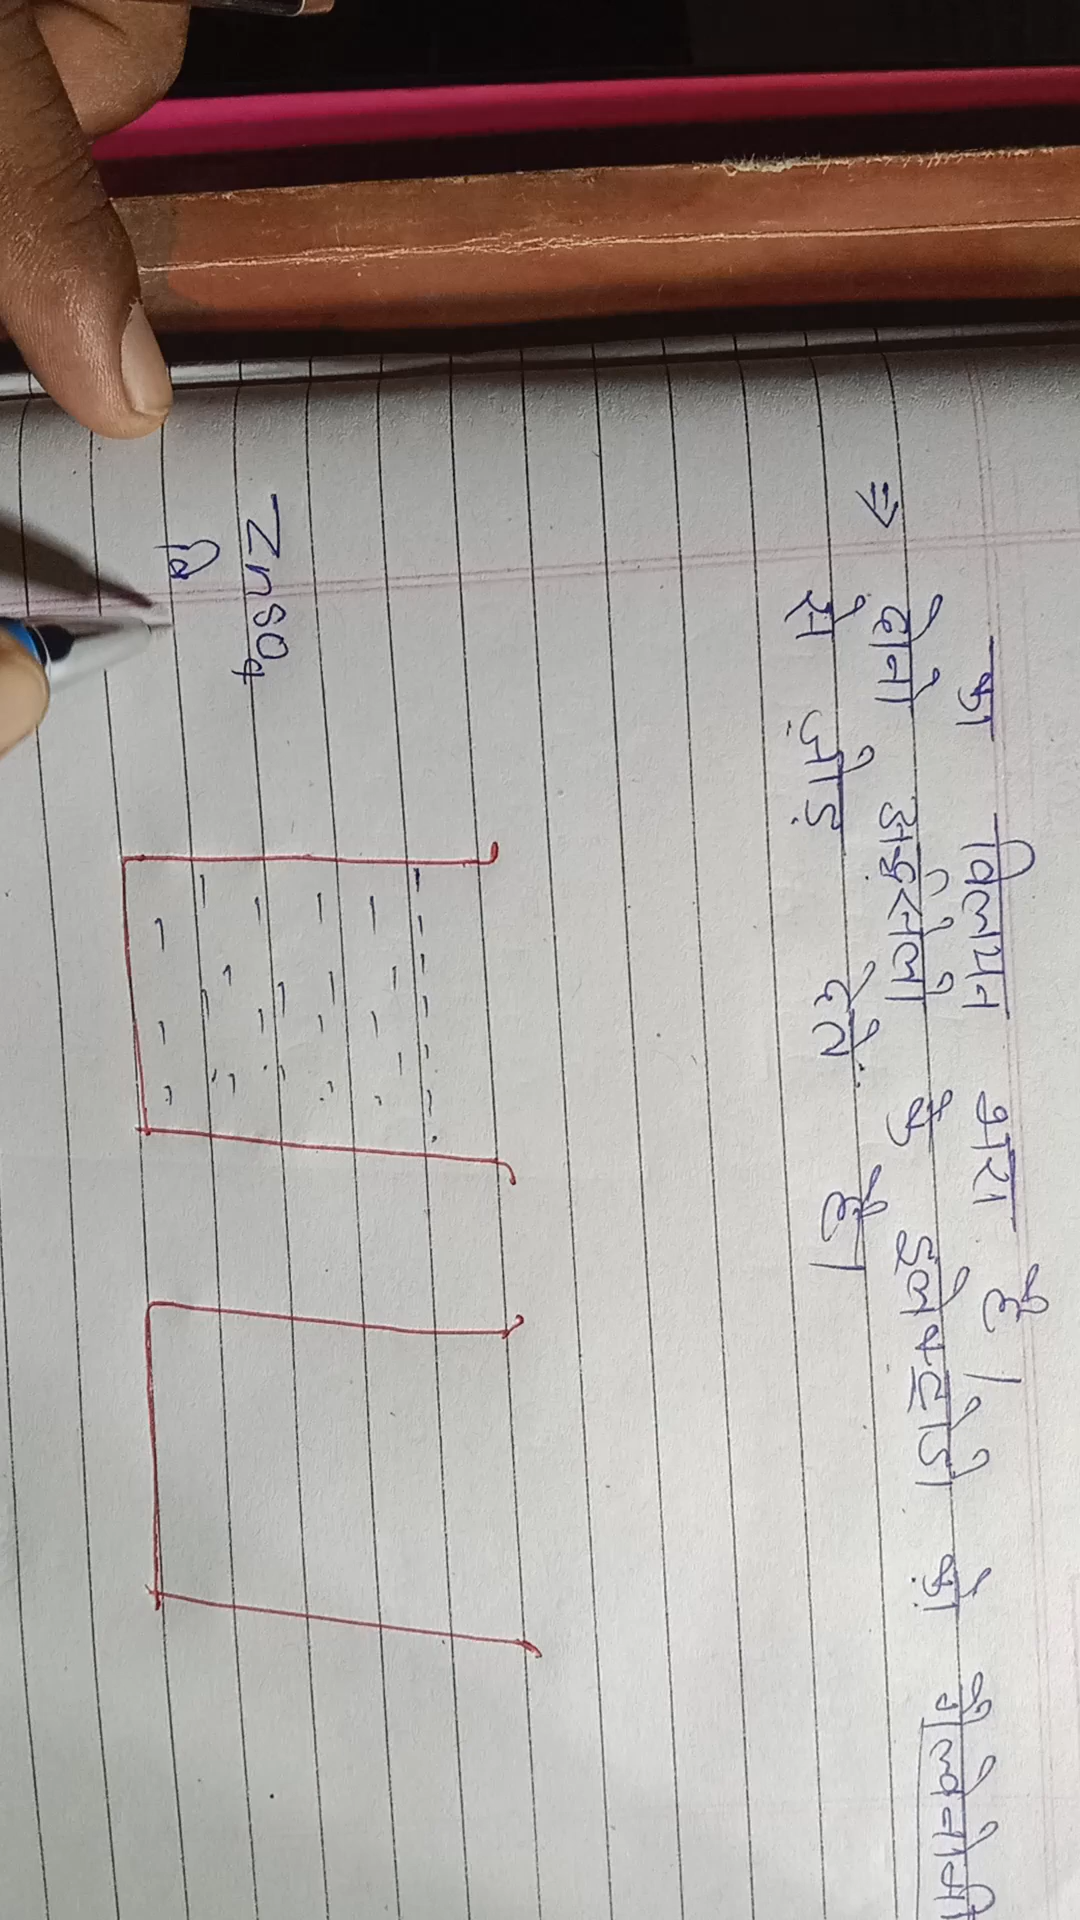 का विलयन भरा है।
⇒ दोनो अर्द्धसेलो के इलेक्ट्रोडो को गैल्वेनोमी
से जोड़ देते है।
ZnSO4
वि